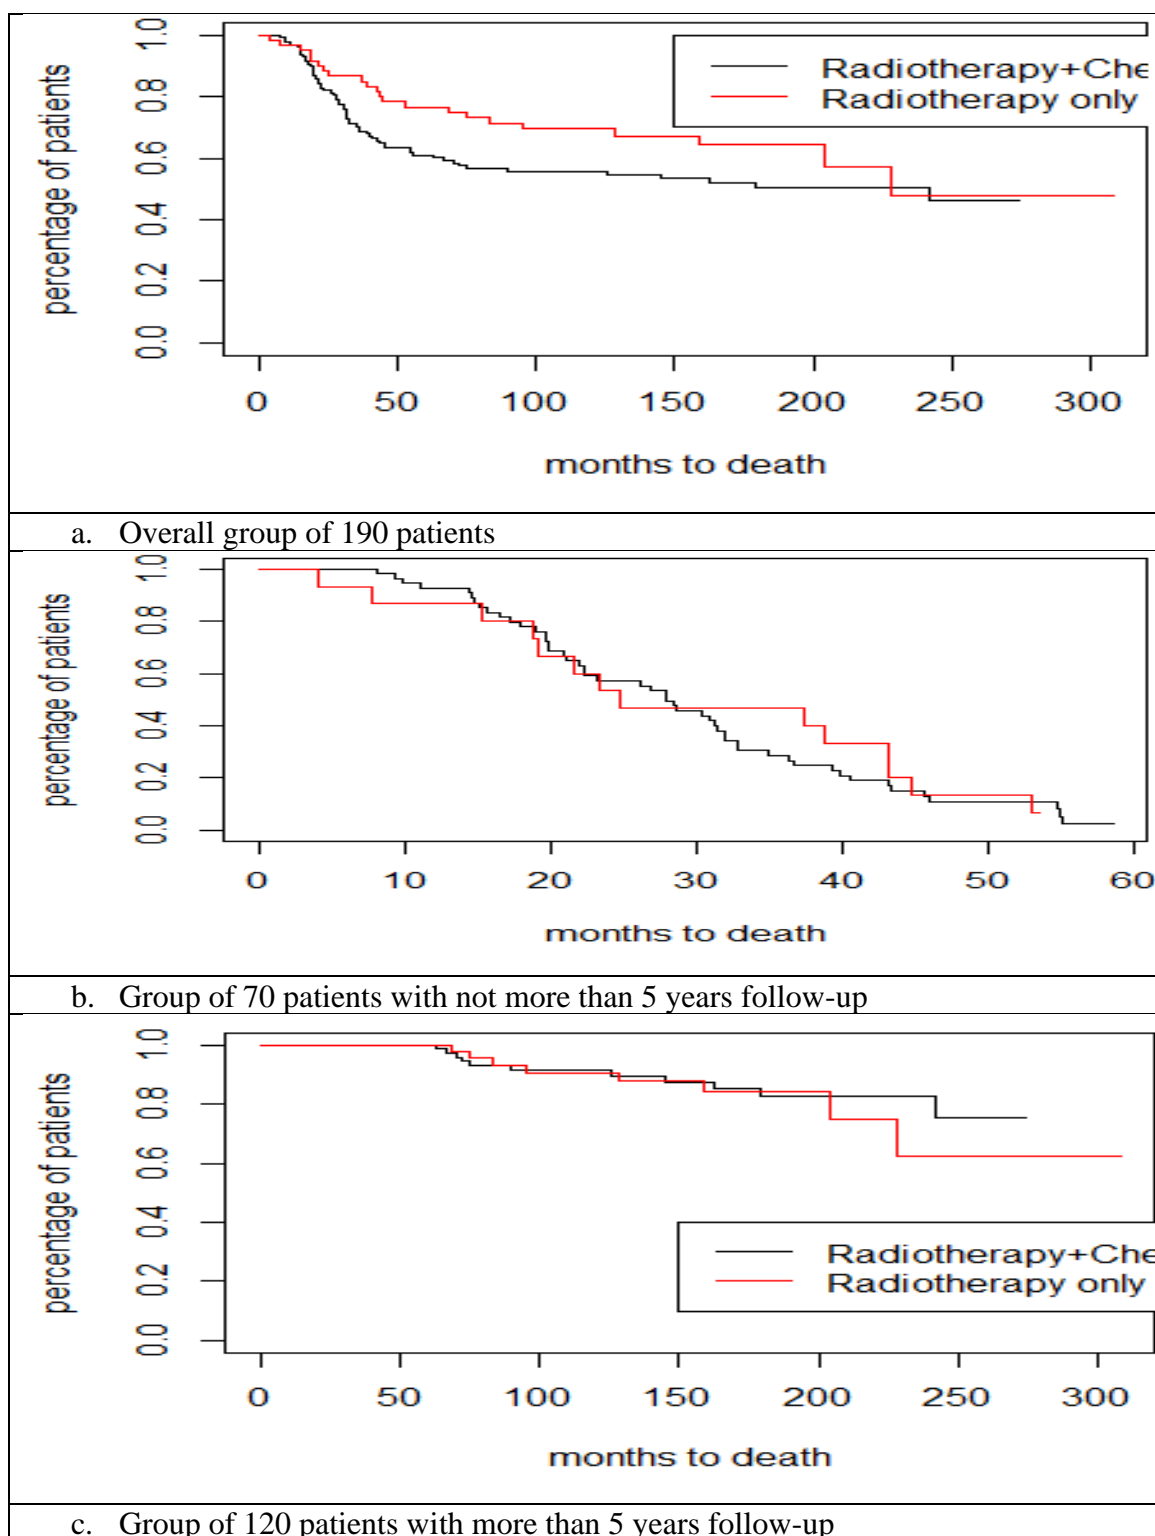 1.0
0.8
0.6
0.4
0.2
0.0
percentage of patients
Radiotherapy+Che
Radiotherapy only
0 50 100 150 200 250 300
months to death
a. Overall group of 190 patients
1.0
0.8
0.6
0.4
0.2
0.0
percentage of patients
0 10 20 30 40 50 60
months to death
b. Group of 70 patients with not more than 5 years follow-up
1.0
0.8
0.6
0.4
0.2
0.0
percentage of patients
Radiotherapy+Che
Radiotherapy only
0 50 100 150 200 250 300
months to death
c. Group of 120 patients with more than 5 years follow-up